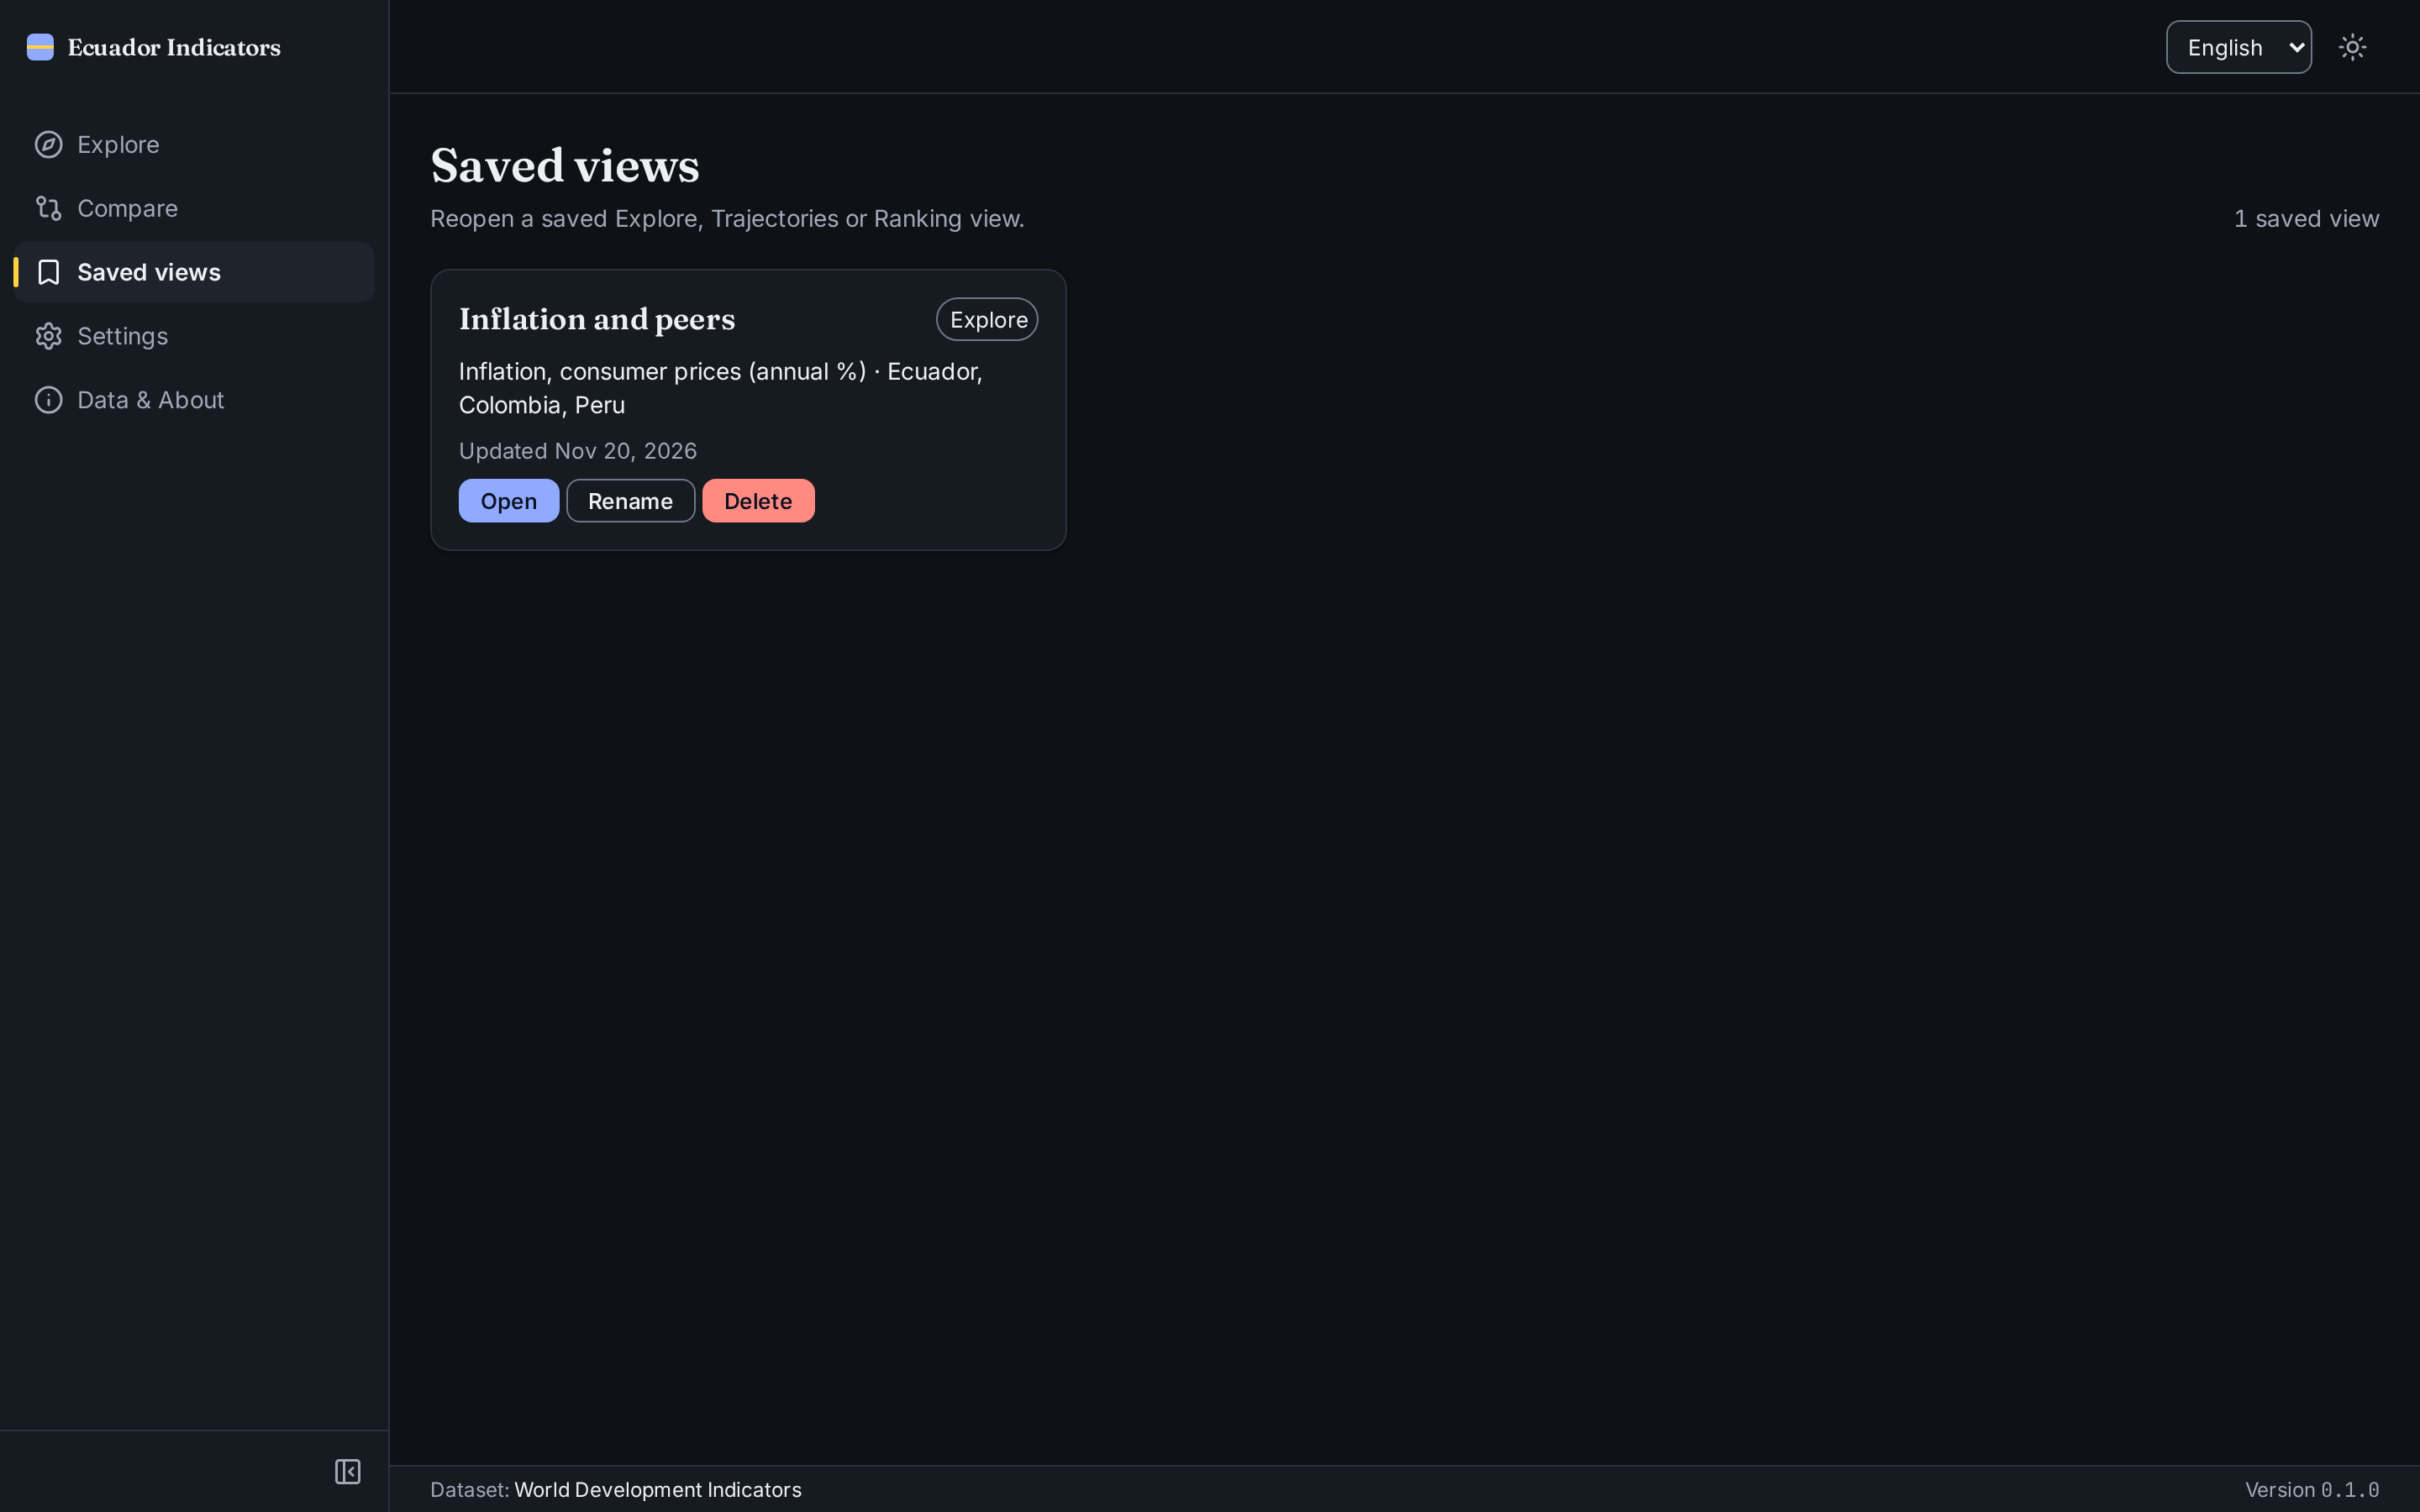 Ecuador Indicators
English
Explore
Compare
Saved views
Settings
Data & About
Saved views
Reopen a saved Explore, Trajectories or Ranking view.
1 saved view
Inflation and peers
Explore
Inflation, consumer prices (annual %) · Ecuador,
Colombia, Peru
Updated Nov 20, 2026
Open
Rename
Delete
Dataset: World Development Indicators
Version 0.1.0